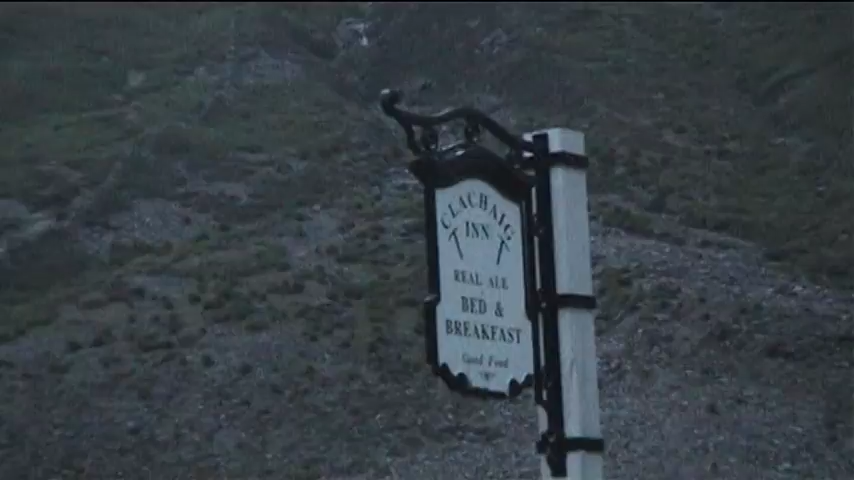 CLACHAIG
INN
REAL ALE
BED &
BREAKFAST
Good Food